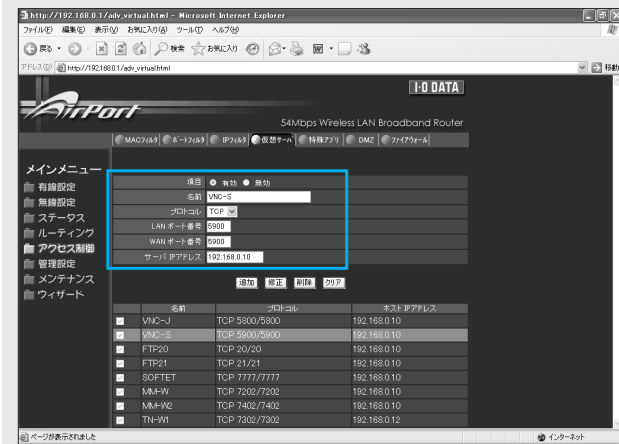 http://192.168.0.1/adv_virtual.html - Microsoft Internet Explorer
ファイル(F) 編集(E) 表示(V) お気に入り(A) ツール(T) ヘルプ(H)
戻る 検索 お気に入り
アドレス(D) http://192.168.0.1/adv_virtual.html 移動
I-O DATA
AirPort
54Mbps Wireless LAN Broadband Router
MACフィルタ ポートフィルタ IPフィルタ 仮想サーバ 特殊アプリ DMZ ファイアウォール
メインメニュー
有線設定
無線設定
ステータス
ルーティング
アクセス制御
管理設定
メンテナンス
ウィザード
項目 有効 無効
名前 VNC-S
プロトコル TCP
LAN ポート番号 5900
WAN ポート番号 5900
サーバ IPアドレス 192.168.0.10
追加 修正 削除 クリア
名前 プロトコル ホスト IPアドレス
VNC-J TCP 5800/5800 192.168.0.10
VNC-S TCP 5900/5900 192.168.0.10
FTP20 TCP 20/20 192.168.0.10
FTP21 TCP 21/21 192.168.0.10
SOFTET TCP 7777/7777 192.168.0.10
MM-W TCP 7202/7202 192.168.0.10
MM-W2 TCP 7402/7402 192.168.0.10
TN-W1 TCP 7302/7302 192.168.0.12
ページが表示されました インターネット